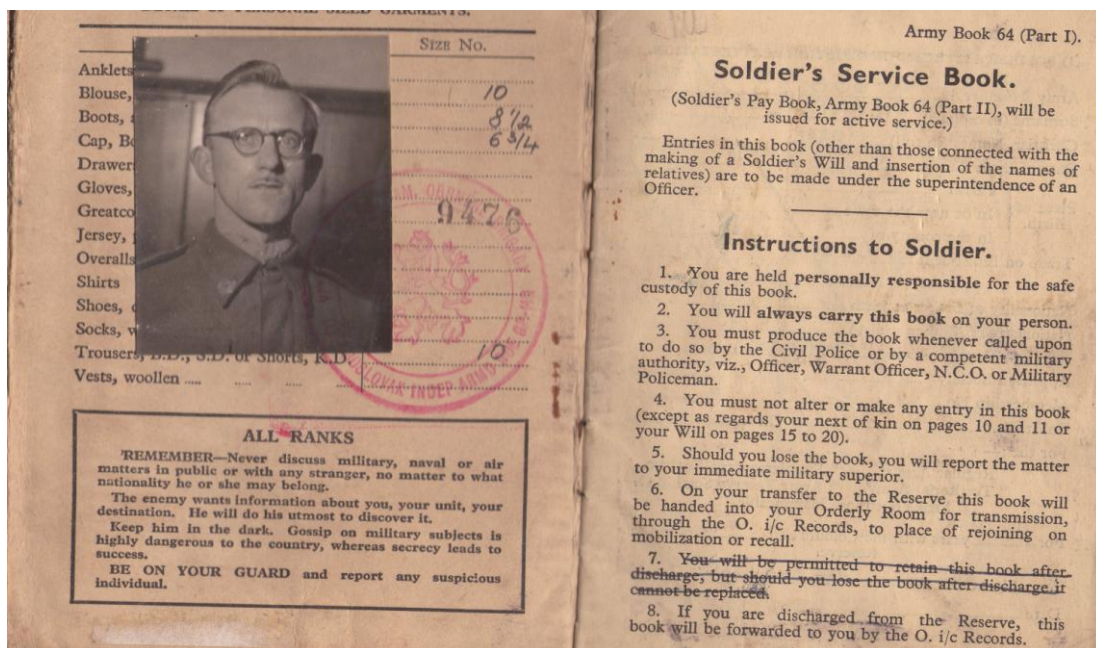 DETAILS OF PERSONAL SIZED GARMENTS.
SIZE No.
Anklets
Blouse, 10
Boots, 8 1/2
Cap, 6 3/4
Drawer
Gloves,
Greatco
Jersey,
Overalls
Shirts
Shoes,
Socks,
Trousers, B.D., S.D. or Shorts, K.D. 10
Vests, woollen .... .... .... ....
9476
INDEP ARMY
ALL RANKS
REMEMBER—Never discuss military, naval or air
matters in public or with any stranger, no matter to what
nationality he or she may belong.
The enemy wants information about you, your unit, your
destination. He will do his utmost to discover it.
Keep him in the dark. Gossip on military subjects is
highly dangerous to the country, whereas secrecy leads to
success.
BE ON YOUR GUARD and report any suspicious
individual.
Army Book 64 (Part I).
Soldier's Service Book.
(Soldier's Pay Book, Army Book 64 (Part II), will be
issued for active service.)
Entries in this book (other than those connected with the
making of a Soldier's Will and insertion of the names of
relatives) are to be made under the superintendence of an
Officer.
Instructions to Soldier.
1. You are held personally responsible for the safe
custody of this book.
2. You will always carry this book on your person.
3. You must produce the book whenever called upon
to do so by the Civil Police or by a competent military
authority, viz., Officer, Warrant Officer, N.C.O. or Military
Policeman.
4. You must not alter or make any entry in this book
(except as regards your next of kin on pages 10 and 11 or
your Will on pages 15 to 20).
5. Should you lose the book, you will report the matter
to your immediate military superior.
6. On your transfer to the Reserve this book will
be handed into your Orderly Room for transmission,
through the O. i/c Records, to place of rejoining on
mobilization or recall.
7. You will be permitted to retain this book after
discharge, but should you lose the book after discharge it
cannot be replaced.
8. If you are discharged from the Reserve, this
book will be forwarded to you by the O. i/c Records.